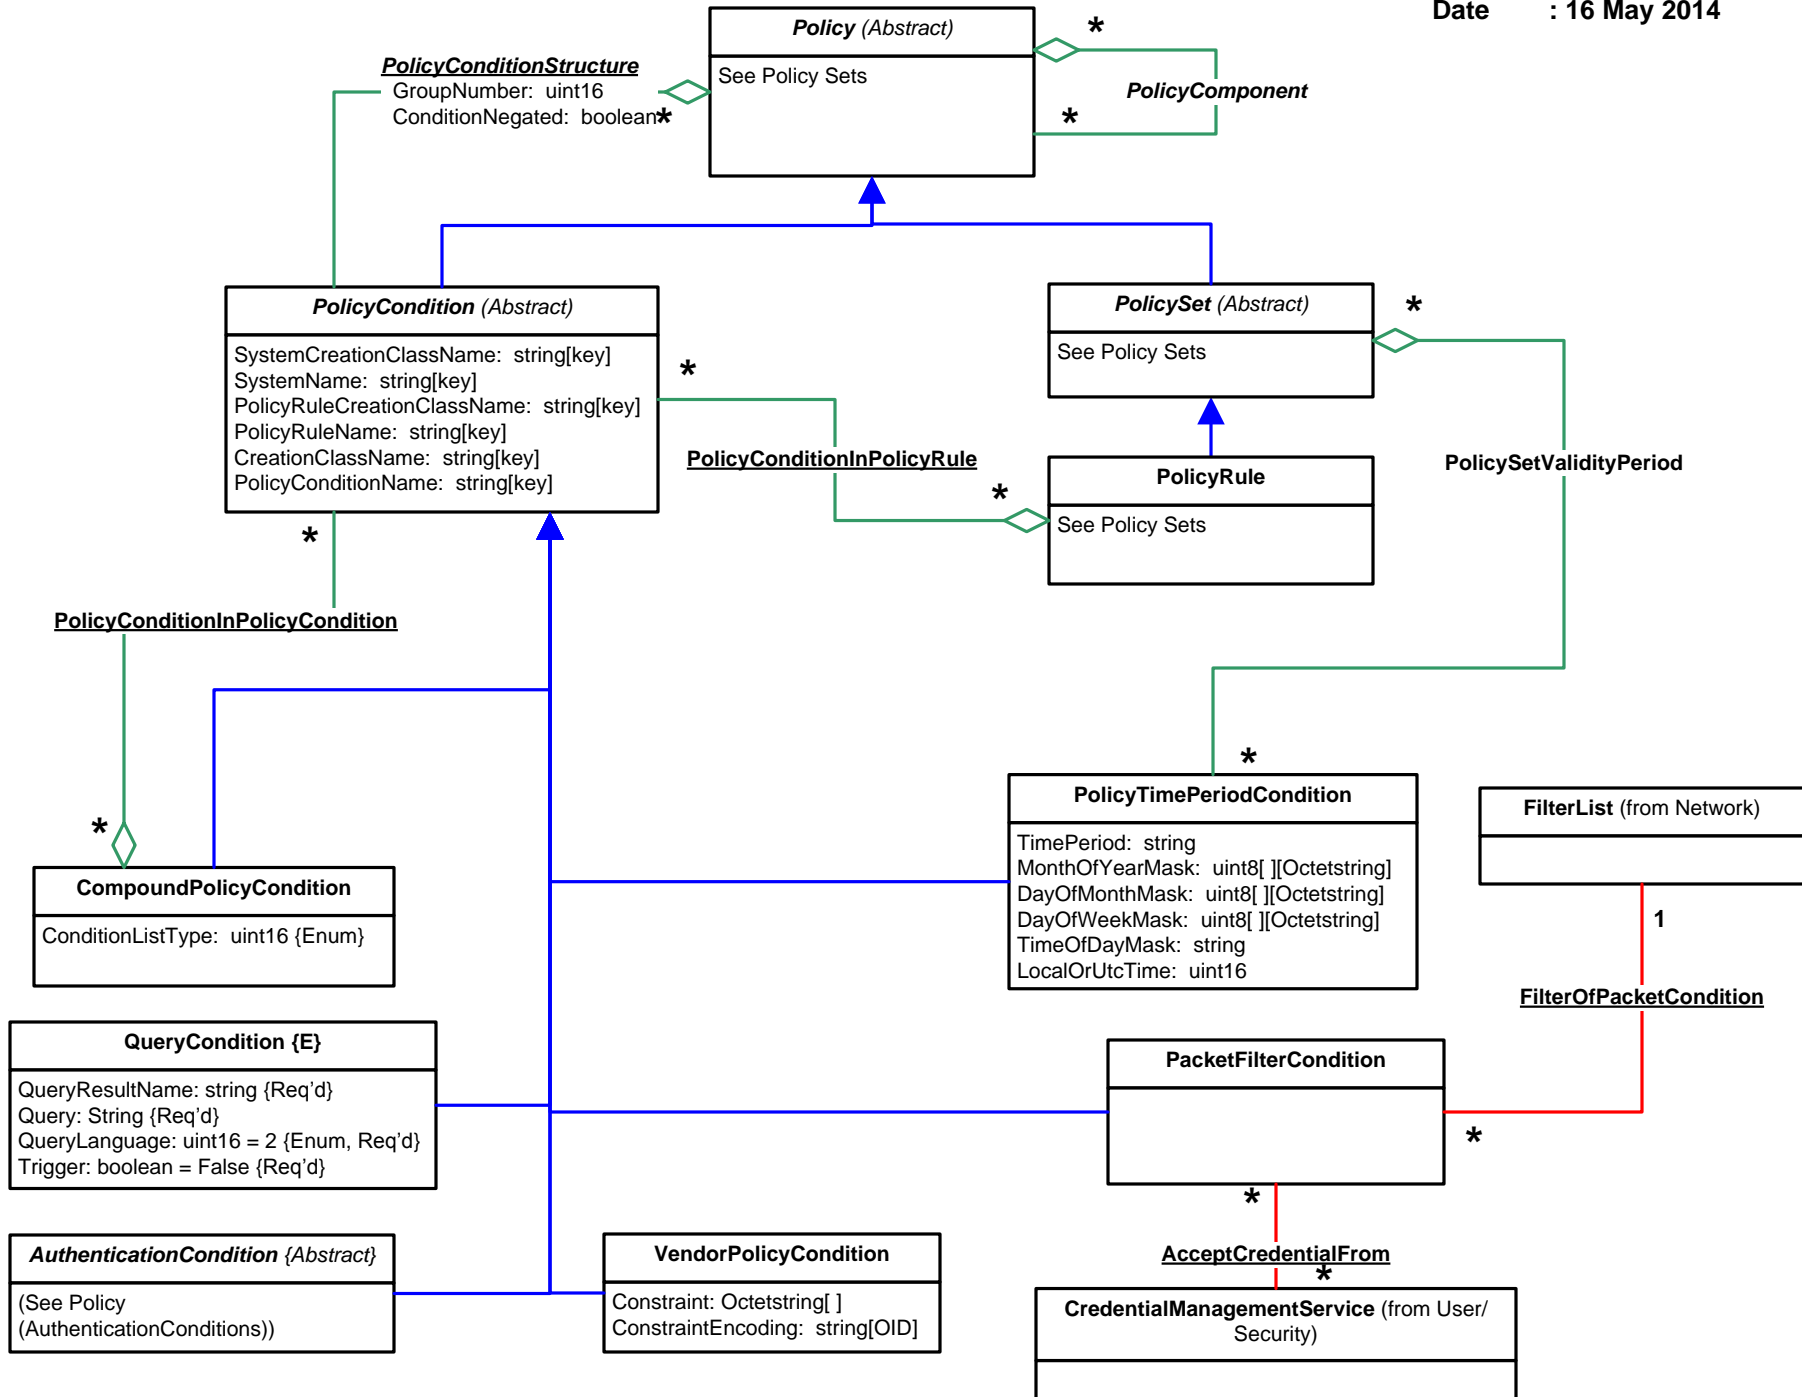 Date : 16 May 2014
Policy (Abstract)
See Policy Sets
*
PolicyComponent
*
PolicyConditionStructure
GroupNumber: uint16
ConditionNegated: boolean
*
PolicyCondition (Abstract)
SystemCreationClassName: string[key]
SystemName: string[key]
PolicyRuleCreationClassName: string[key]
PolicyRuleName: string[key]
CreationClassName: string[key]
PolicyConditionName: string[key]
*
*
PolicySet (Abstract)
See Policy Sets
*
PolicyConditionInPolicyRule
*
PolicyRule
See Policy Sets
PolicySetValidityPeriod
*
PolicyConditionInPolicyCondition
*
CompoundPolicyCondition
ConditionListType: uint16 {Enum}
PolicyTimePeriodCondition
TimePeriod: string
MonthOfYearMask: uint8[ ][Octetstring]
DayOfMonthMask: uint8[ ][Octetstring]
DayOfWeekMask: uint8[ ][Octetstring]
TimeOfDayMask: string
LocalOrUtcTime: uint16
FilterList (from Network)
1
FilterOfPacketCondition
*
QueryCondition {E}
QueryResultName: string {Req’d}
Query: String {Req’d}
QueryLanguage: uint16 = 2 {Enum, Req’d}
Trigger: boolean = False {Req’d}
PacketFilterCondition
*
AcceptCredentialFrom
*
AuthenticationCondition {Abstract}
(See Policy
(AuthenticationConditions))
VendorPolicyCondition
Constraint: Octetstring[ ]
ConstraintEncoding: string[OID]
CredentialManagementService (from User/
Security)